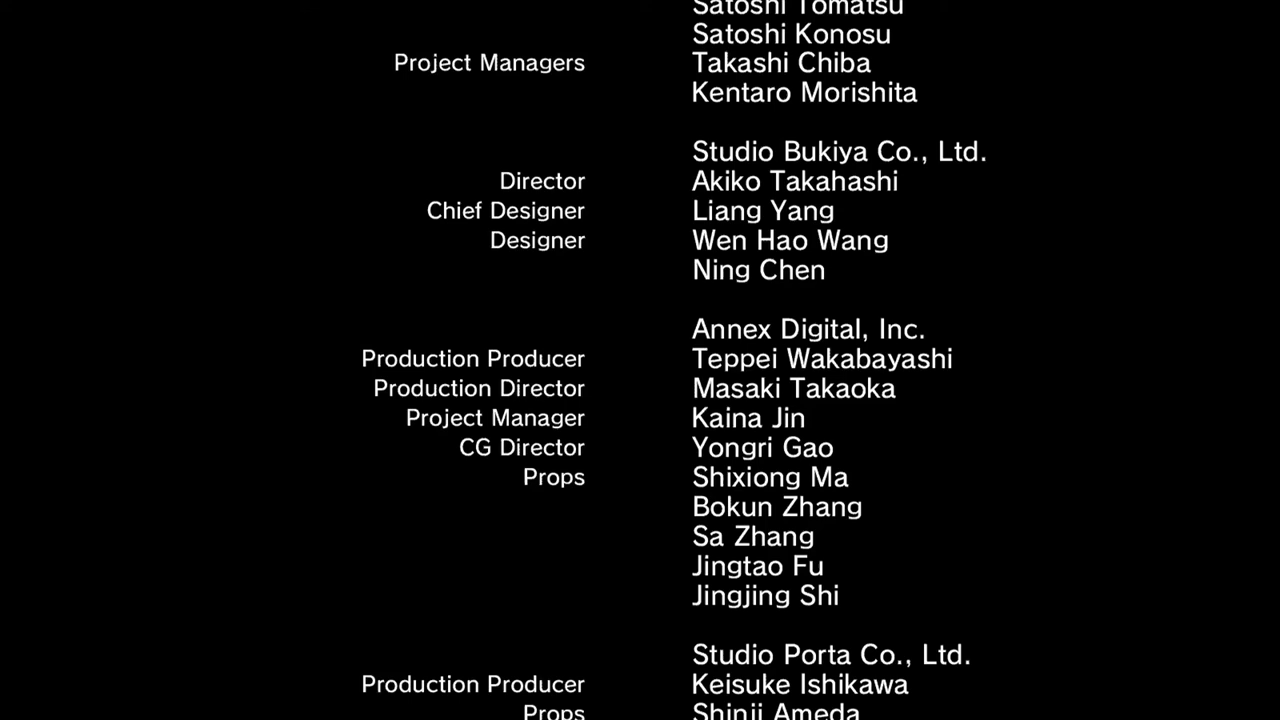 Satoshi Tomatsu
Satoshi Konosu
Project Managers Takashi Chiba
Kentaro Morishita
Studio Bukiya Co., Ltd.
Director Akiko Takahashi
Chief Designer Liang Yang
Designer Wen Hao Wang
Ning Chen
Annex Digital, Inc.
Production Producer Teppei Wakabayashi
Production Director Masaki Takaoka
Project Manager Kaina Jin
CG Director Yongri Gao
Props Shixiong Ma
Bokun Zhang
Sa Zhang
Jingtao Fu
Jingjing Shi
Studio Porta Co., Ltd.
Production Producer Keisuke Ishikawa
Props Shinji Ameda